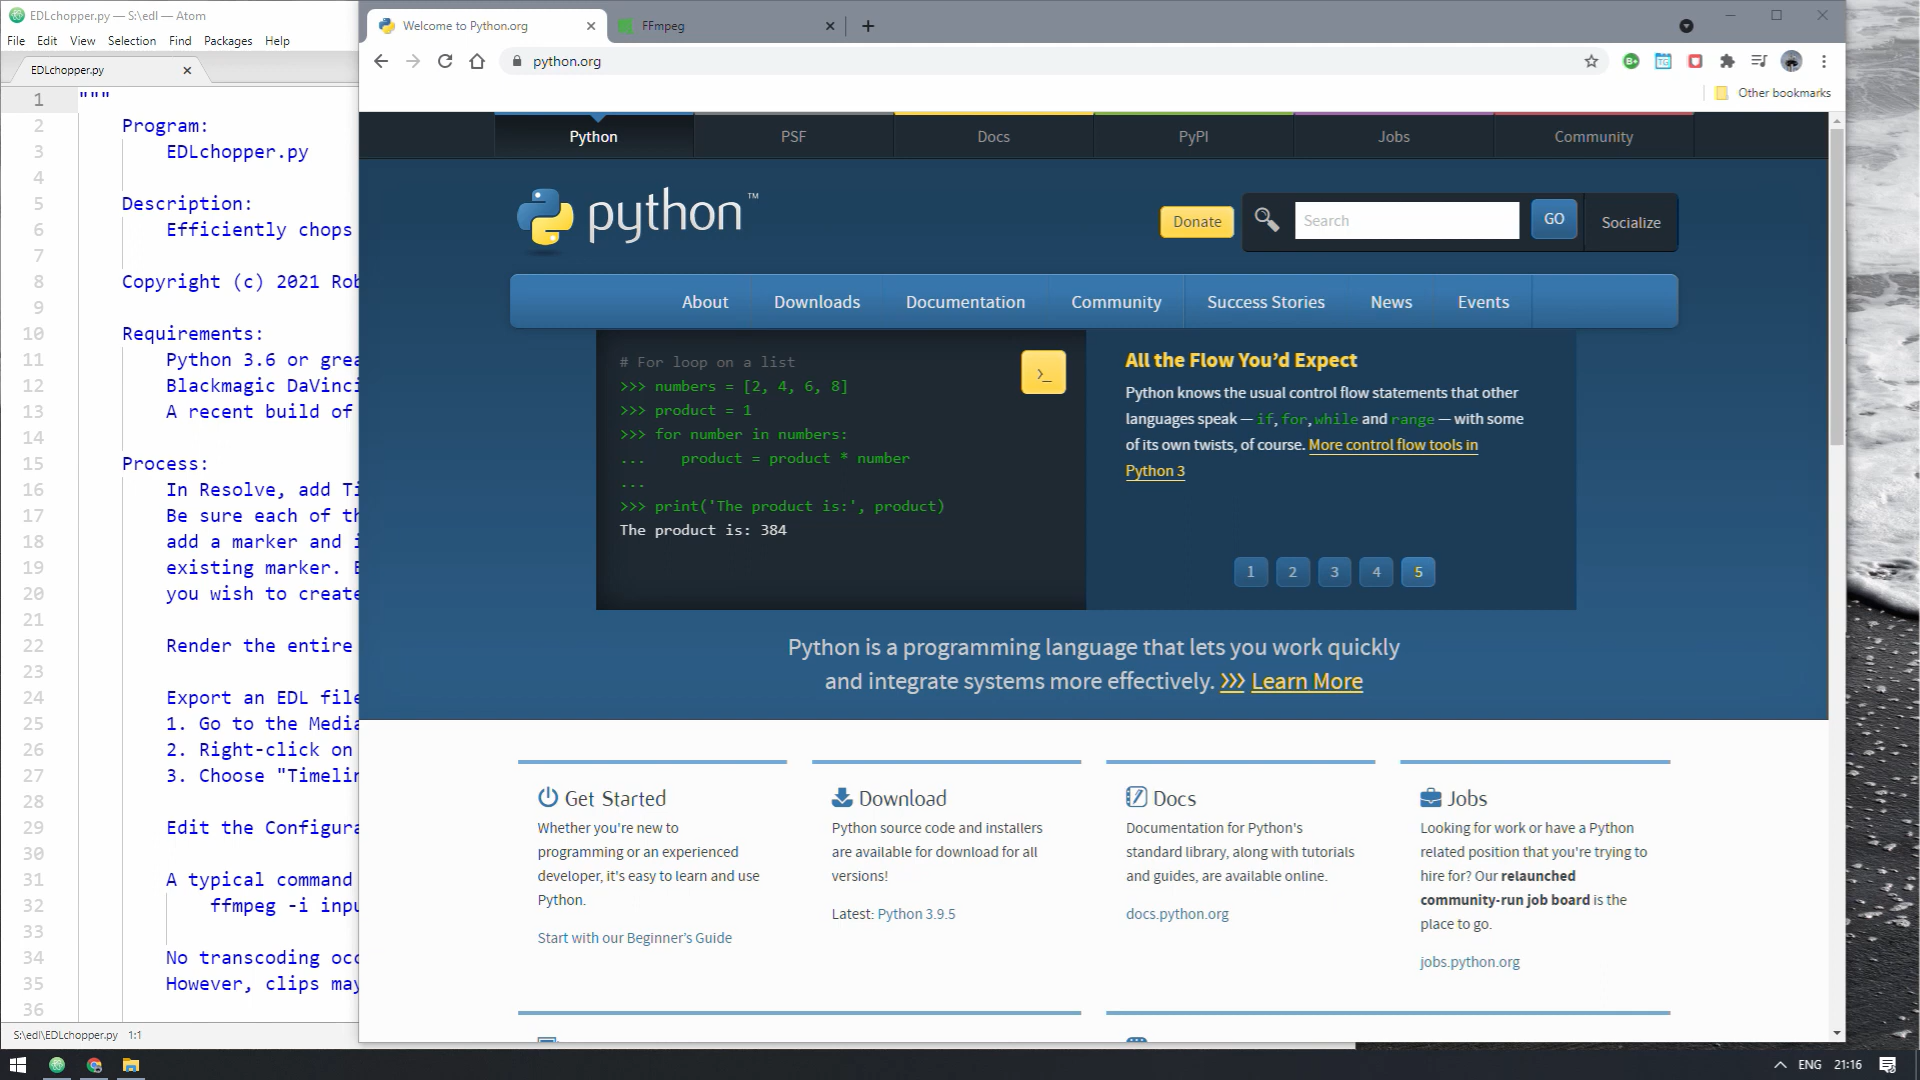 EDLchopper.py — S:\edl — Atom
File Edit View Selection Find Packages Help
EDLchopper.py
1 """
2 Program:
3 EDLchopper.py
4
5 Description:
6 Efficiently chops
7
8 Copyright (c) 2021 Rob
9
10 Requirements:
11 Python 3.6 or grea
12 Blackmagic DaVinci
13 A recent build of
14
15 Process:
16 In Resolve, add Ti
17 Be sure each of th
18 add a marker and i
19 existing marker. E
20 you wish to create
21
22 Render the entire
23
24 Export an EDL file
25 1. Go to the Media
26 2. Right-click on
27 3. Choose "Timelin
28
29 Edit the Configura
30
31 A typical command
32 ffmpeg -i inpu
33
34 No transcoding occ
35 However, clips may
36
S:\edl\EDLchopper.py 1:1
Welcome to Python.org
FFmpeg
python.org
Other bookmarks
Python PSF Docs PyPI Jobs Community
python™
Donate
Search
GO
Socialize
About Downloads Documentation Community Success Stories News Events
# For loop on a list
>>> numbers = [2, 4, 6, 8]
>>> product = 1
>>> for number in numbers:
... product = product * number
...
>>> print('The product is:', product)
The product is: 384
>_
All the Flow You’d Expect
Python knows the usual control flow statements that other
languages speak — if, for, while and range — with some
of its own twists, of course. More control flow tools in
Python 3
1 2 3 4 5
Python is a programming language that lets you work quickly
and integrate systems more effectively. >>> Learn More
Get Started
Whether you're new to
programming or an experienced
developer, it's easy to learn and use
Python.
Start with our Beginner’s Guide
Download
Python source code and installers
are available for download for all
versions!
Latest: Python 3.9.5
Docs
Documentation for Python's
standard library, along with tutorials
and guides, are available online.
docs.python.org
Jobs
Looking for work or have a Python
related position that you're trying to
hire for? Our relaunched
community-run job board is the
place to go.
jobs.python.org
ENG 21:16